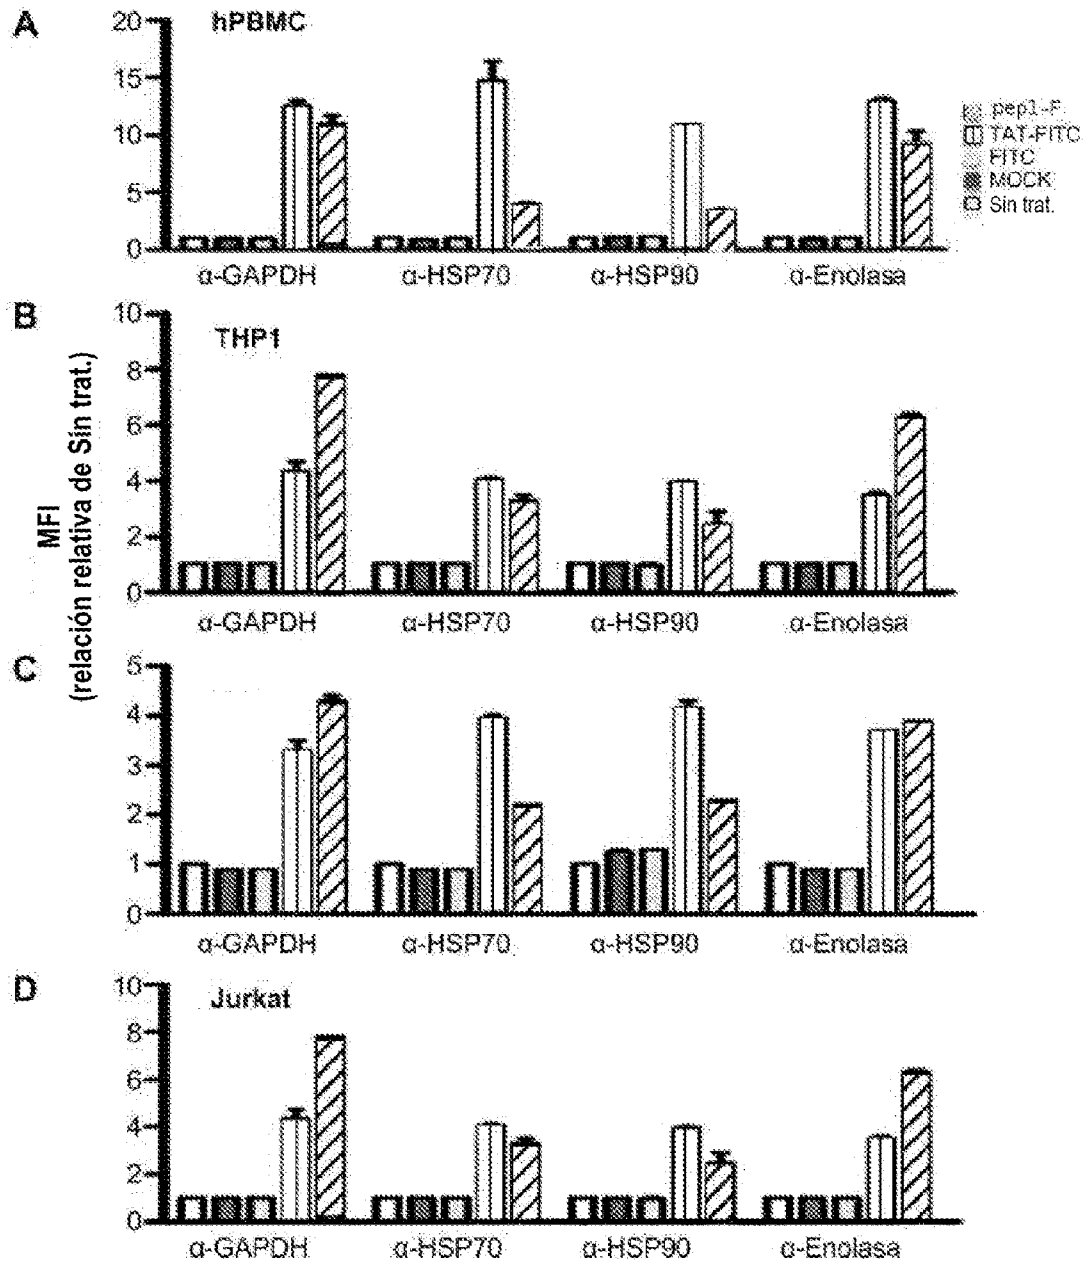 A
hPBMC
20
15
10
5
0
α-GAPDH α-HSP70 α-HSP90 α-Enolasa
pep1-F
TAT-FITC
FITC
MOCK
Sin trat.
B
THP1
10
8
6
4
2
0
α-GAPDH α-HSP70 α-HSP90 α-Enolasa
MFI
(relación relativa de Sin trat.)
C
5
4
3
2
1
0
α-GAPDH α-HSP70 α-HSP90 α-Enolasa
D
Jurkat
10
8
6
4
2
0
α-GAPDH α-HSP70 α-HSP90 α-Enolasa